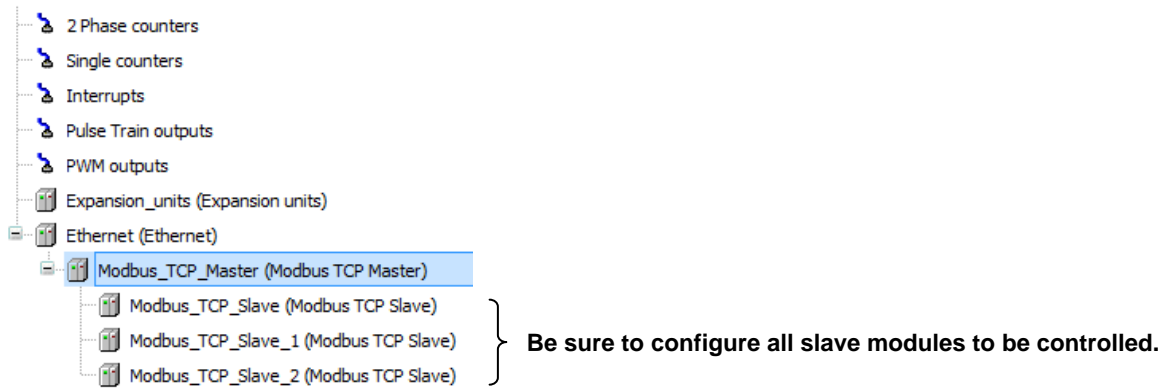 2 Phase counters
Single counters
Interrupts
Pulse Train outputs
PWM outputs
Expansion_units (Expansion units)
Ethernet (Ethernet)
Modbus_TCP_Master (Modbus TCP Master)
Modbus_TCP_Slave (Modbus TCP Slave)
Modbus_TCP_Slave_1 (Modbus TCP Slave)
Be sure to configure all slave modules to be controlled.
Modbus_TCP_Slave_2 (Modbus TCP Slave)